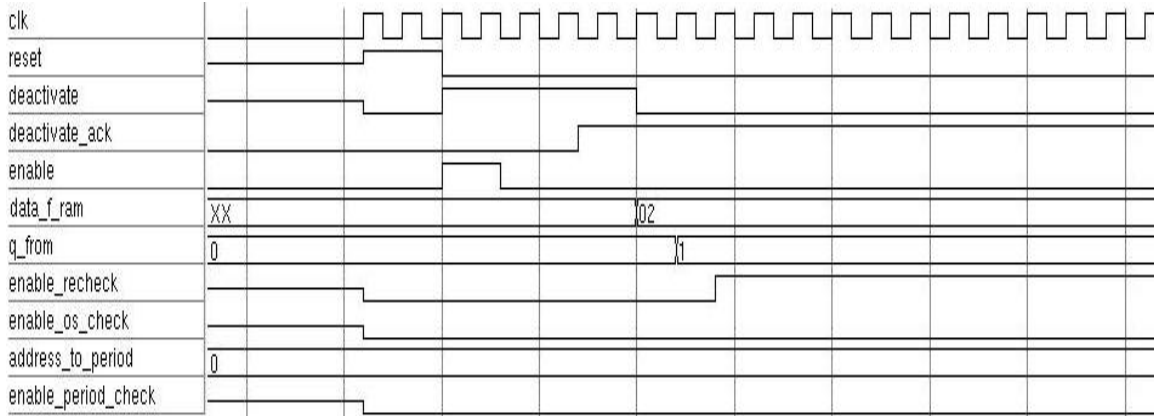 clk
reset
deactivate
deactivate_ack
enable
data_f_ram XX 02
q_from 0 1
enable_recheck
enable_os_check
address_to_period 0
enable_period_check